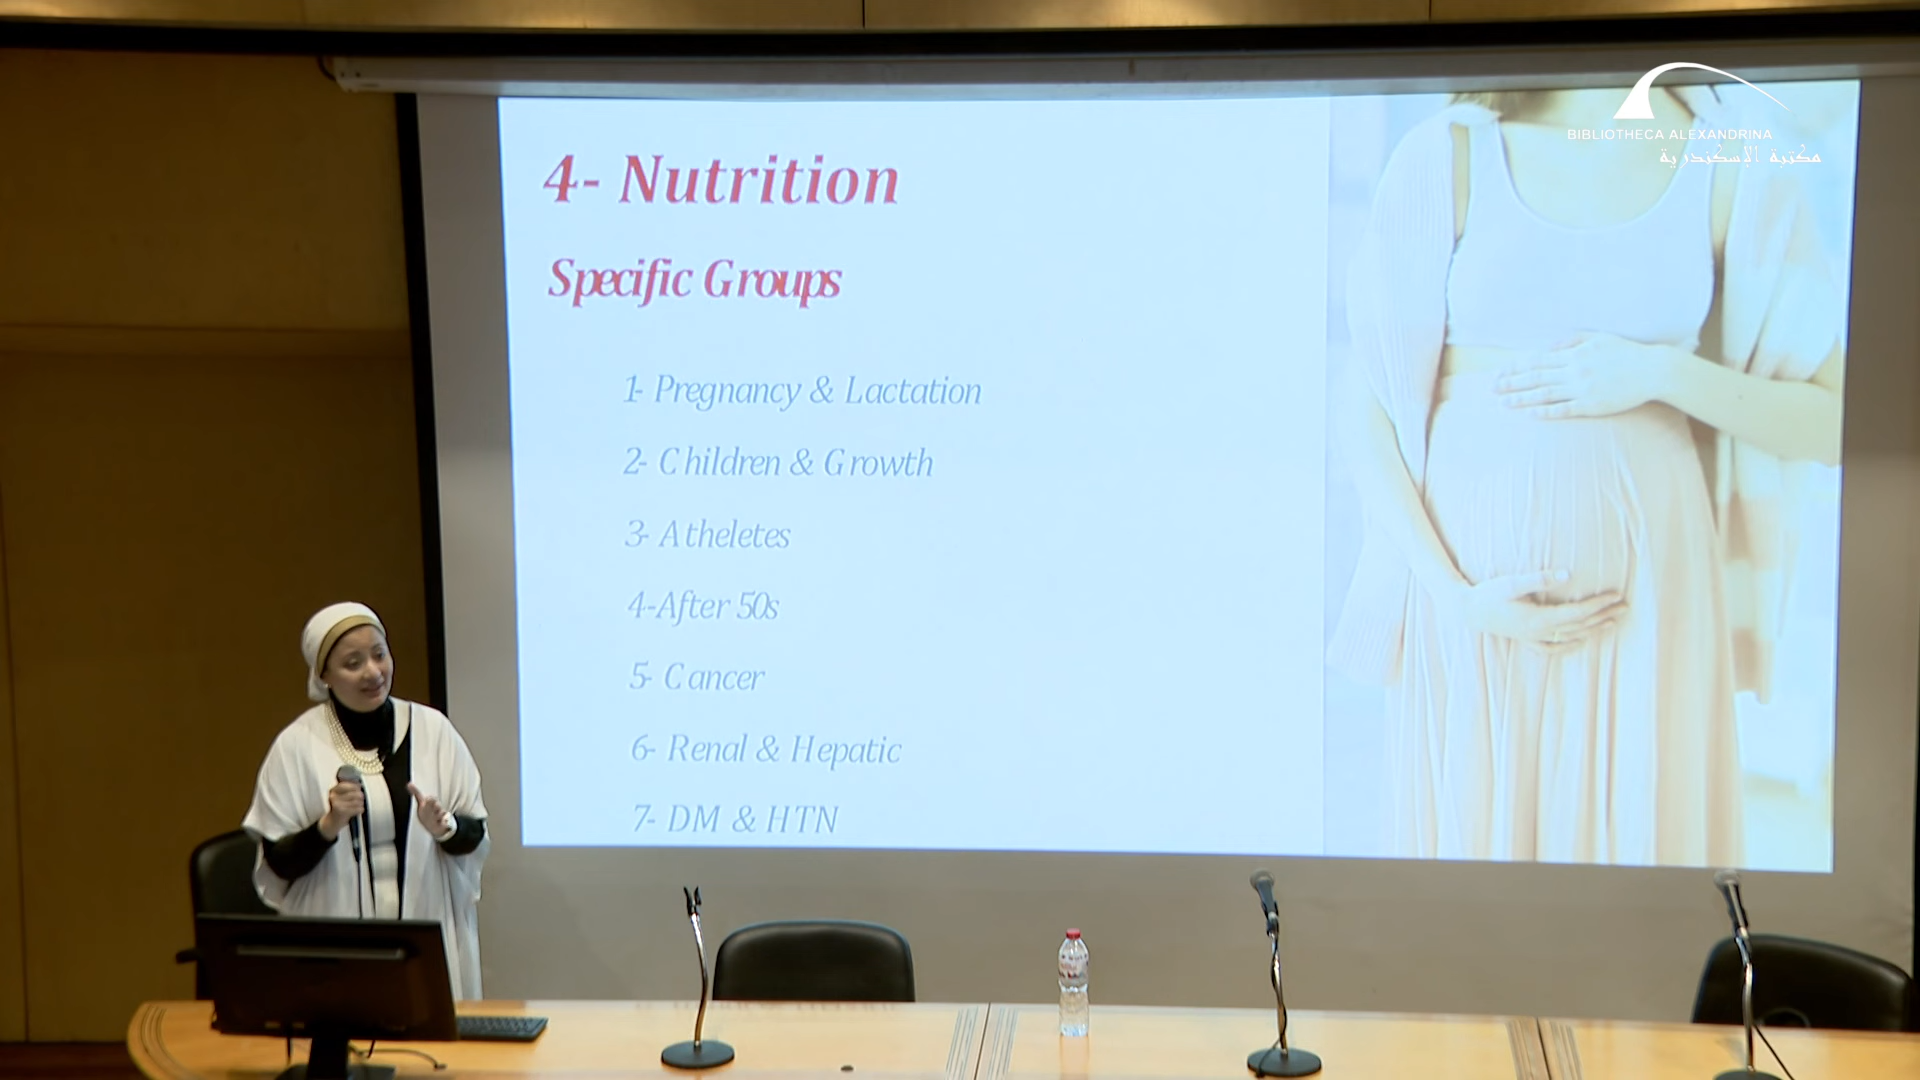 4- Nutrition
Specific Groups
1- Pregnancy & Lactation
2- Children & Growth
3- Atheletes
4-After 50s
5- Cancer
6- Renal & Hepatic
7- DM & HTN
BIBLIOTHECA ALEXANDRINA
مكتبة الإسكندرية